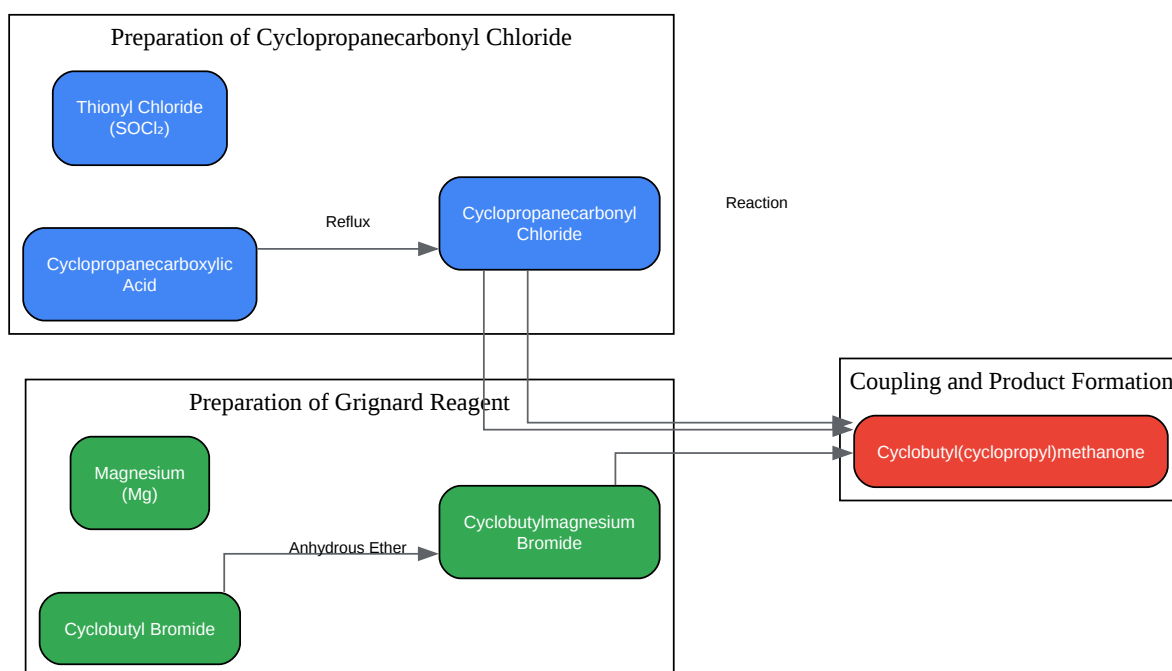 Preparation of Cyclopropanecarbonyl Chloride
Thionyl Chloride
(SOCl₂)
Cyclopropanecarbonyl
Chloride
Reaction
Reflux
Cyclopropanecarboxylic
Acid
Preparation of Grignard Reagent
Coupling and Product Formation
Cyclobutyl(cyclopropyl)methanone
Magnesium
(Mg)
Cyclobutylmagnesium
Bromide
Anhydrous Ether
Cyclobutyl Bromide